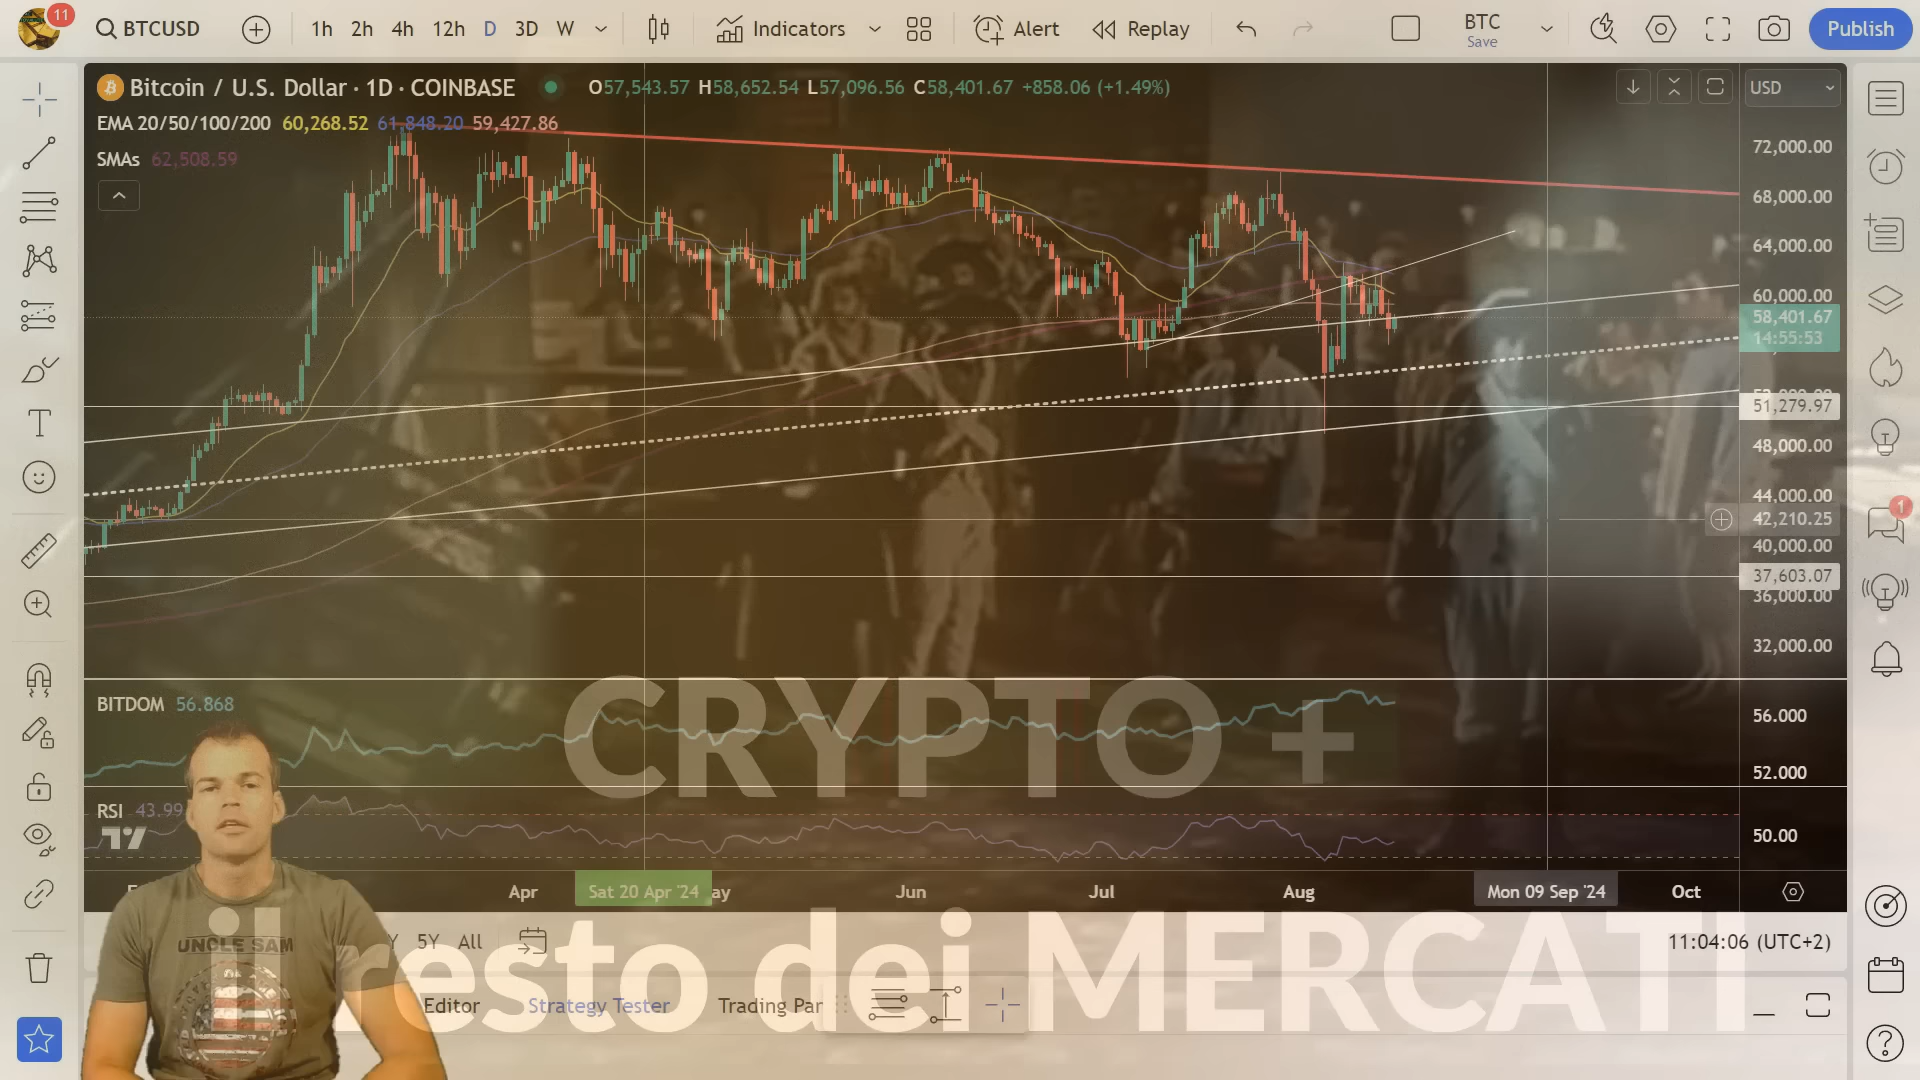 11 BTCUSD 1h 2h 4h 12h D 3D W Indicators Alert Replay BTC Save Publish
Bitcoin / U.S. Dollar · 1D · COINBASE O57,543.57 H58,652.54 L57,096.56 C58,401.67 +858.06 (+1.49%) USD
EMA 20/50/100/200 60,268.52 61,848.20 59,427.86
SMAs 62,508.59
72,000.00
68,000.00
64,000.00
60,000.00
58,401.67
14:55:53
51,279.97
48,000.00
44,000.00
42,210.25
40,000.00
37,603.07
36,000.00
32,000.00
1
BITDOM 56.868
56.000
52.000
CRYPTO +
RSI 43.99
50.00
Apr Sat 20 Apr '24 ay Jun Jul Aug Mon 09 Sep '24 Oct
il resto dei MERCATI
Y 5Y All 11:04:06 (UTC+2)
UNCLE SAM
Editor Strategy Tester Trading Par